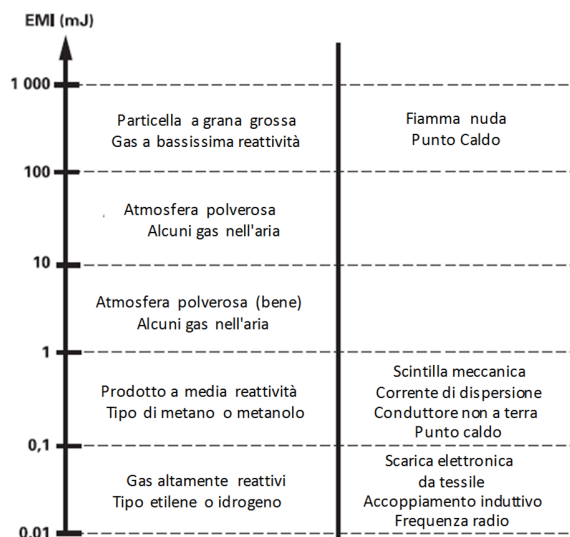 EMI (mJ)
1 000
Particella a grana grossa
Gas a bassissima reattività
Fiamma nuda
Punto Caldo
100
Atmosfera polverosa
Alcuni gas nell'aria
10
Atmosfera polverosa (bene)
Alcuni gas nell'aria
1
Prodotto a media reattività
Tipo di metano o metanolo
Scintilla meccanica
Corrente di dispersione
Conduttore non a terra
Punto caldo
0,1
Gas altamente reattivi
Tipo etilene o idrogeno
Scarica elettronica
da tessile
Accoppiamento induttivo
Frequenza radio
0,01